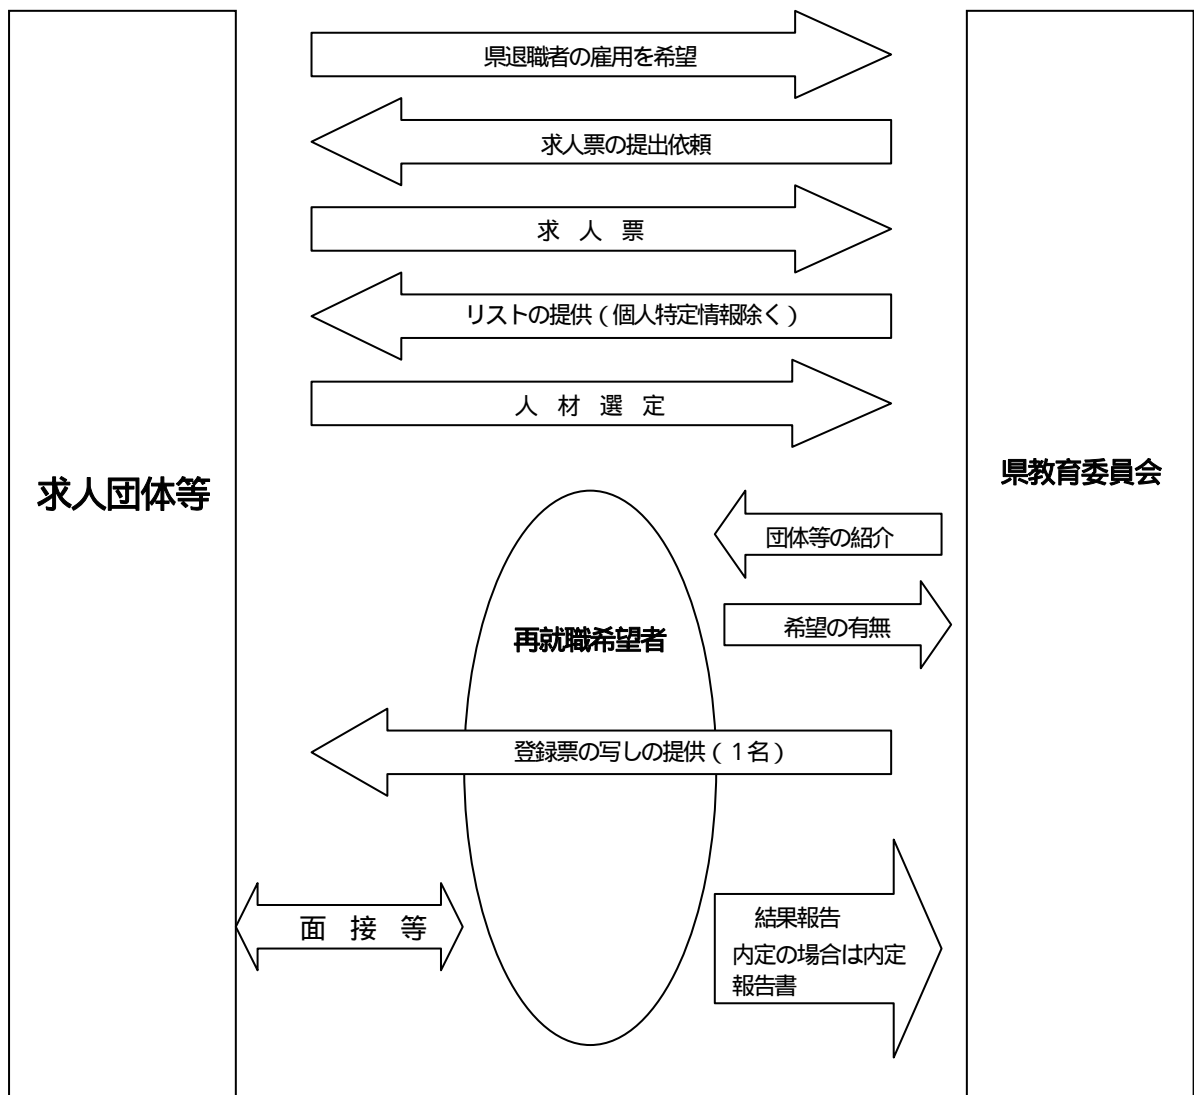 県退職者の雇用を希望
求人票の提出依頼
求 人 票
リストの提供(個人特定情報除く)
人 材 選 定
求人団体等
県教育委員会
団体等の紹介
希望の有無
再就職希望者
登録票の写しの提供(1名)
面 接 等
結果報告
内定の場合は内定
報告書